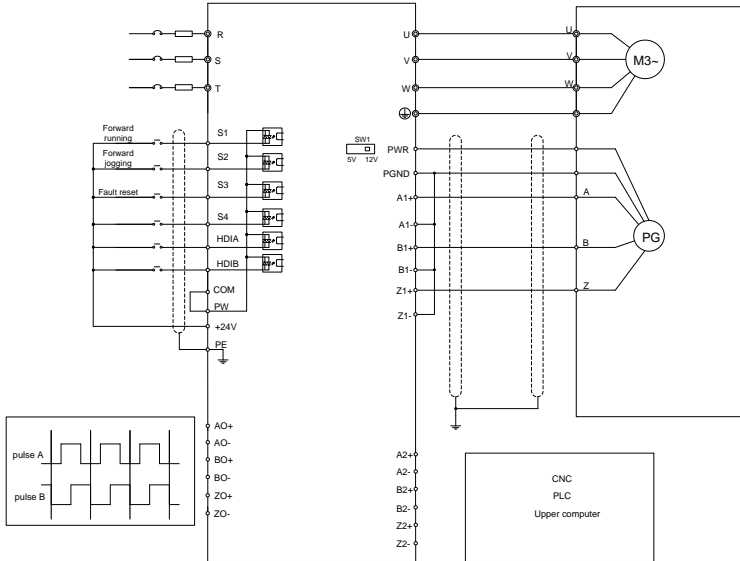 R
S
T
U
V
W
U
V
W
M3~
Forward
running
Forward
jogging
Fault reset
S1
S2
S3
S4
HDIA
HDIB
COM
PW
+24V
PE
SW1
5V 12V
PWR
PGND
A1+
A1-
B1+
B1-
Z1+
Z1-
A
B
Z
PG
pulse A
pulse B
AO+
AO-
BO+
BO-
ZO+
ZO-
A2+
A2-
B2+
B2-
Z2+
Z2-
CNC
PLC
Upper computer